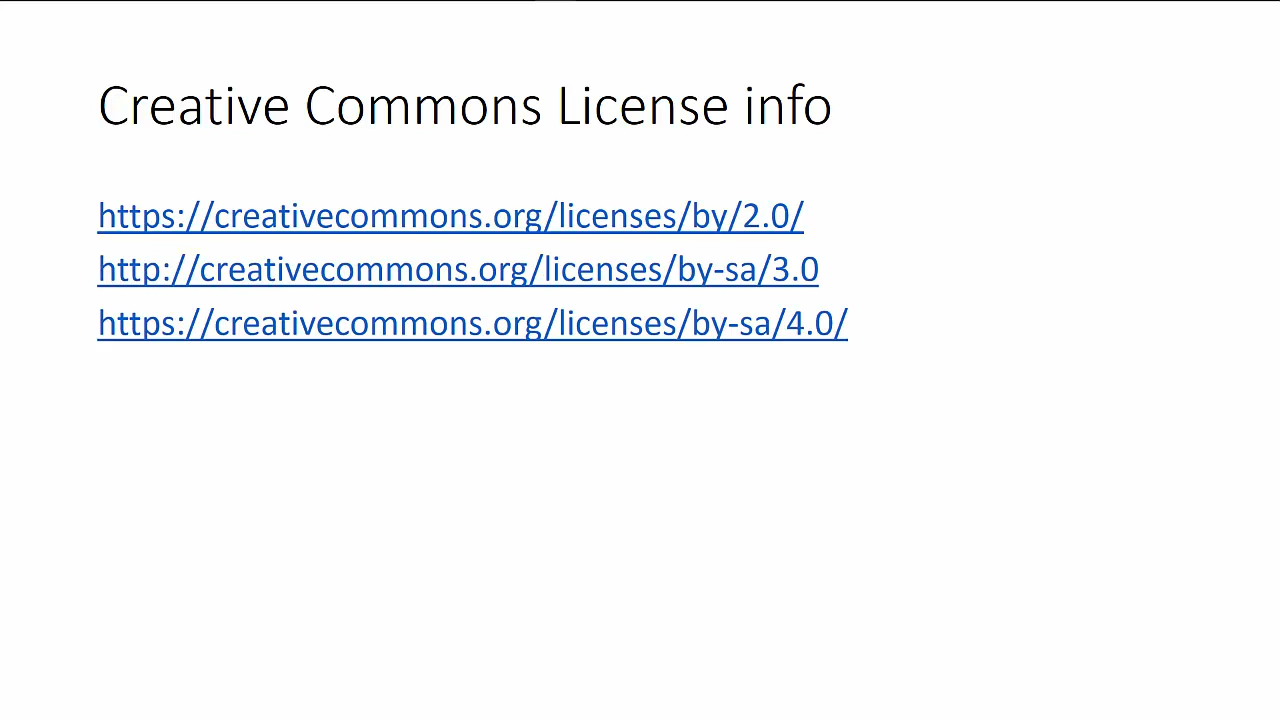 Creative Commons License info
https://creativecommons.org/licenses/by/2.0/
http://creativecommons.org/licenses/by-sa/3.0
https://creativecommons.org/licenses/by-sa/4.0/